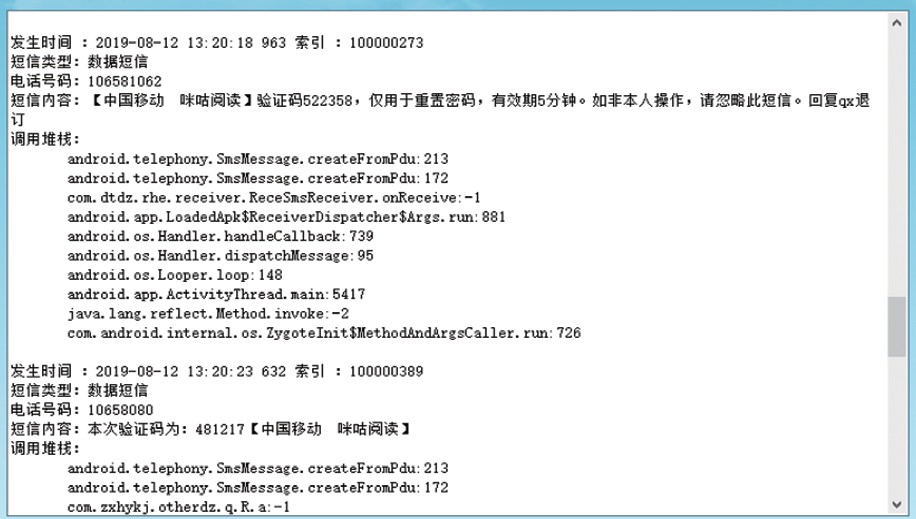 发生时间 ：2019-08-12 13:20:18 963 索引 ：100000273
短信类型：数据短信
电话号码：106581062
短信内容：【中国移动　咪咕阅读】验证码522358，仅用于重置密码，有效期5分钟。如非本人操作，请忽略此短信。回复qx退
订
调用堆栈：
android.telephony.SmsMessage.createFromPdu:213
android.telephony.SmsMessage.createFromPdu:172
com.dtdz.rhe.receiver.ReceSmsReceiver.onReceive:-1
android.app.LoadedApk$ReceiverDispatcher$Args.run:881
android.os.Handler.handleCallback:739
android.os.Handler.dispatchMessage:95
android.os.Looper.loop:148
android.app.ActivityThread.main:5417
java.lang.reflect.Method.invoke:-2
com.android.internal.os.ZygoteInit$MethodAndArgsCaller.run:726
发生时间 ：2019-08-12 13:20:23 632 索引 ：100000389
短信类型：数据短信
电话号码：10658080
短信内容：本次验证码为：481217【中国移动　咪咕阅读】
调用堆栈：
android.telephony.SmsMessage.createFromPdu:213
android.telephony.SmsMessage.createFromPdu:172
com.zxhykj.otherdz.q.R.a:-1